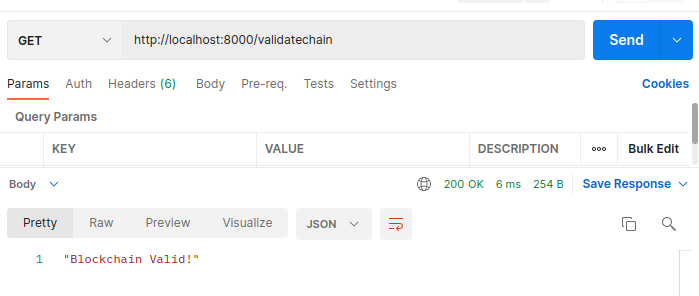 GET http://localhost:8000/validatechain Send
Params Auth Headers (6) Body Pre-req. Tests Settings Cookies
Query Params
KEY VALUE DESCRIPTION ooo Bulk Edit
Body 200 OK 6 ms 254 B Save Response
Pretty Raw Preview Visualize JSON
1 "Blockchain Valid!"